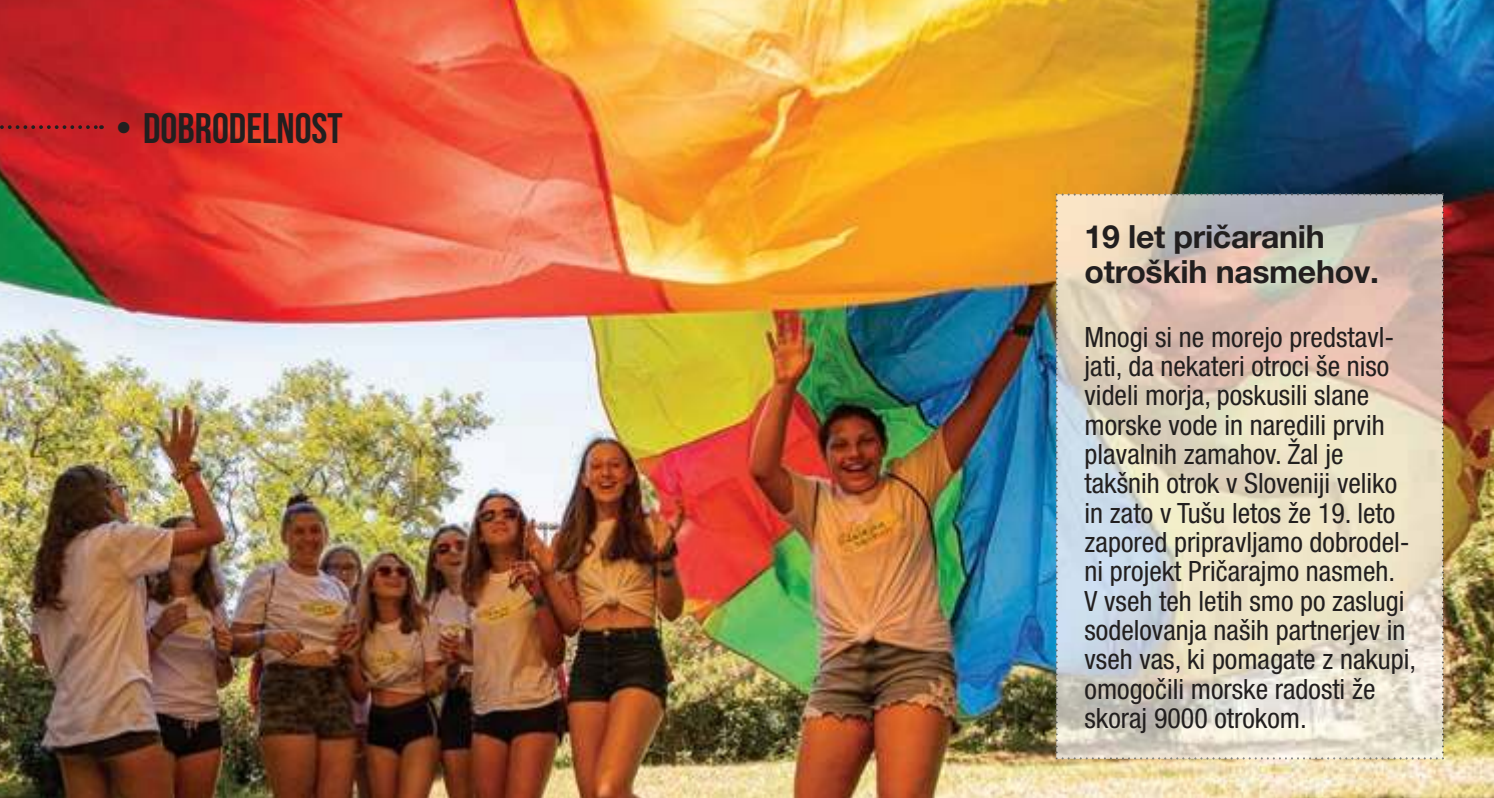 DOBRODELNOST
19 let pričaranih
otroških nasmehov.
Mnogi si ne morejo predstavl-
jati, da nekateri otroci še niso
videli morja, poskusili slane
morske vode in naredili prvih
plavalnih zamahov. Žal je
takšnih otrok v Sloveniji veliko
in zato v Tušu letos že 19. leto
zapored pripravljamo dobrodel-
ni projekt Pričarajmo nasmeh.
V vseh teh letih smo po zaslugi
sodelovanja naših partnerjev in
vseh vas, ki pomagate z nakupi,
omogočili morske radosti že
skoraj 9000 otrokom.